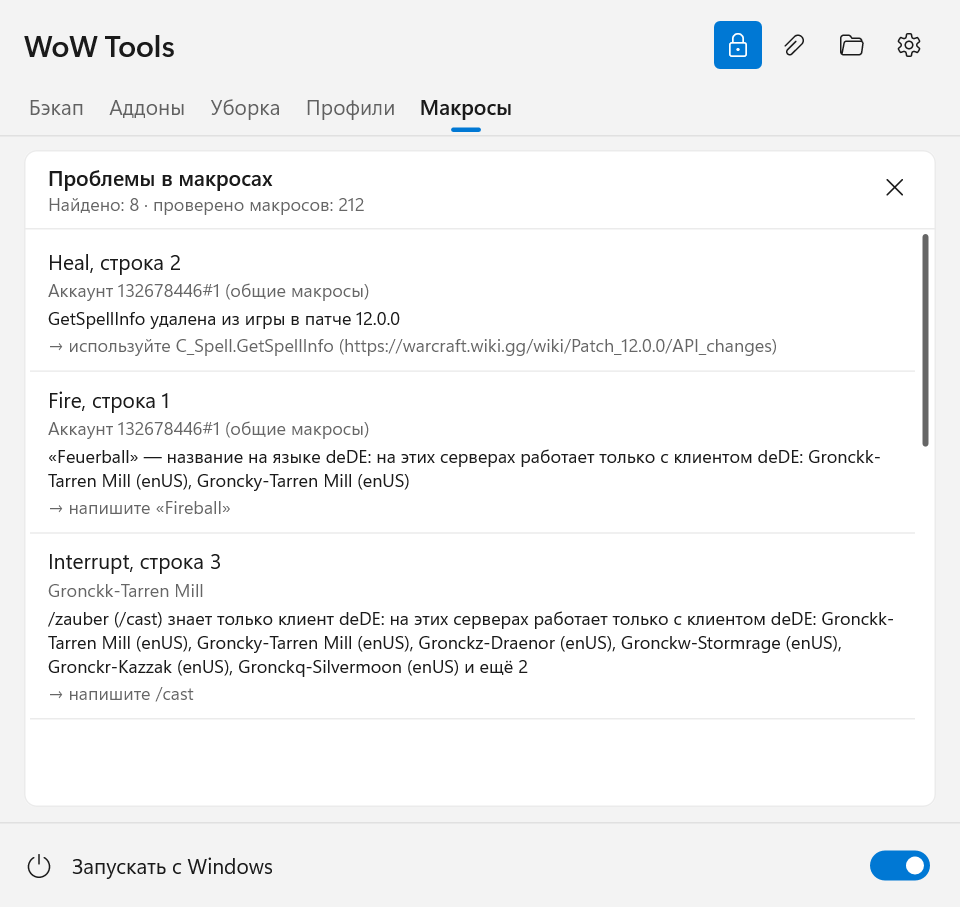 WoW Tools
Бэкап Аддоны Уборка Профили Макросы
Проблемы в макросах
Найдено: 8 · проверено макросов: 212
Heal, строка 2
Аккаунт 132678446#1 (общие макросы)
GetSpellInfo удалена из игры в патче 12.0.0
→ используйте C_Spell.GetSpellInfo (https://warcraft.wiki.gg/wiki/Patch_12.0.0/API_changes)
Fire, строка 1
Аккаунт 132678446#1 (общие макросы)
«Feuerball» — название на языке deDE: на этих серверах работает только с клиентом deDE: Gronckk-
Tarren Mill (enUS), Groncky-Tarren Mill (enUS)
→ напишите «Fireball»
Interrupt, строка 3
Gronckk-Tarren Mill
/zauber (/cast) знает только клиент deDE: на этих серверах работает только с клиентом deDE: Gronckk-
Tarren Mill (enUS), Groncky-Tarren Mill (enUS), Gronckz-Draenor (enUS), Gronckw-Stormrage (enUS),
Gronckr-Kazzak (enUS), Gronckq-Silvermoon (enUS) и ещё 2
→ напишите /cast
Запускать с Windows